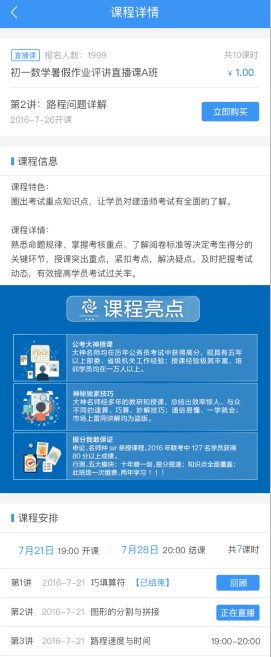 课程详情
直播课 报名人数：1999 共10课时
初一数学暑假作业评讲直播课A班 ¥ 1.00
第2讲：路程问题详解
2016-7-26开课 立即购买
课程信息
课程特色：
圈出考试重点知识点，让学员对建造师考试有全面的了解。
课程详情：
熟悉命题规律、掌握考核重点、了解阅卷标准等决定考生得分的
关键环节，授课突出重点，紧扣考点，解决疑点，及时把握考试
动态，有效提高学员考试过关率。
课程亮点
公考大神授课
大神名师均在历年公务员考试中获得高分，现具有五年
以上部委、省级机关工作经验；授课经验极其丰富，培
训学员均在一万人以上。
神秘独家技巧
大神名师经多年的教研和授课，总结出效率惊人、与众
不同的速算、巧算、妙解技巧；通俗易懂、一学就会；
市场上雷同讲解均为盗版。
提分我敢保证
申论，名师钟 sir 亲授课程，2016 年联考中 127 名学员获得
80 分以上成绩。
行测，五大模块：十年磨一剑，提分提速；知识点全面覆盖；
此班供一次缴费，两年学习！！！
课程安排
7月21日 19:00 开课 7月28日 20:00 结课 共7课时
第1讲 2016-7-21 巧填算符 【已结束】 回顾
第2讲 2016-7-21 图形的分割与拼接 正在直播
第3讲 2016-7-21 路程速度与时间 19:00-20:00